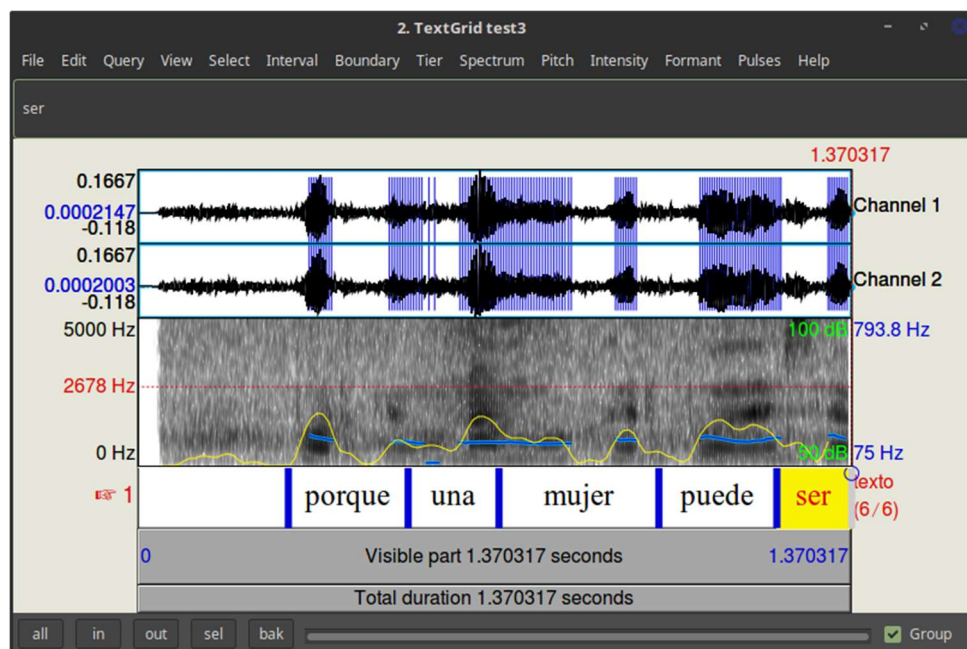 2. TextGrid test3
File Edit Query View Select Interval Boundary Tier Spectrum Pitch Intensity Formant Pulses Help
ser
1.370317
0.1667
0.0002147
-0.118
Channel 1
0.1667
0.0002003
-0.118
Channel 2
5000 Hz 100 dB 793.8 Hz
2678 Hz
0 Hz 50 dB 75 Hz
☞ 1 porque una mujer puede ser texto
(6/6)
0 Visible part 1.370317 seconds 1.370317
Total duration 1.370317 seconds
all in out sel bak Group